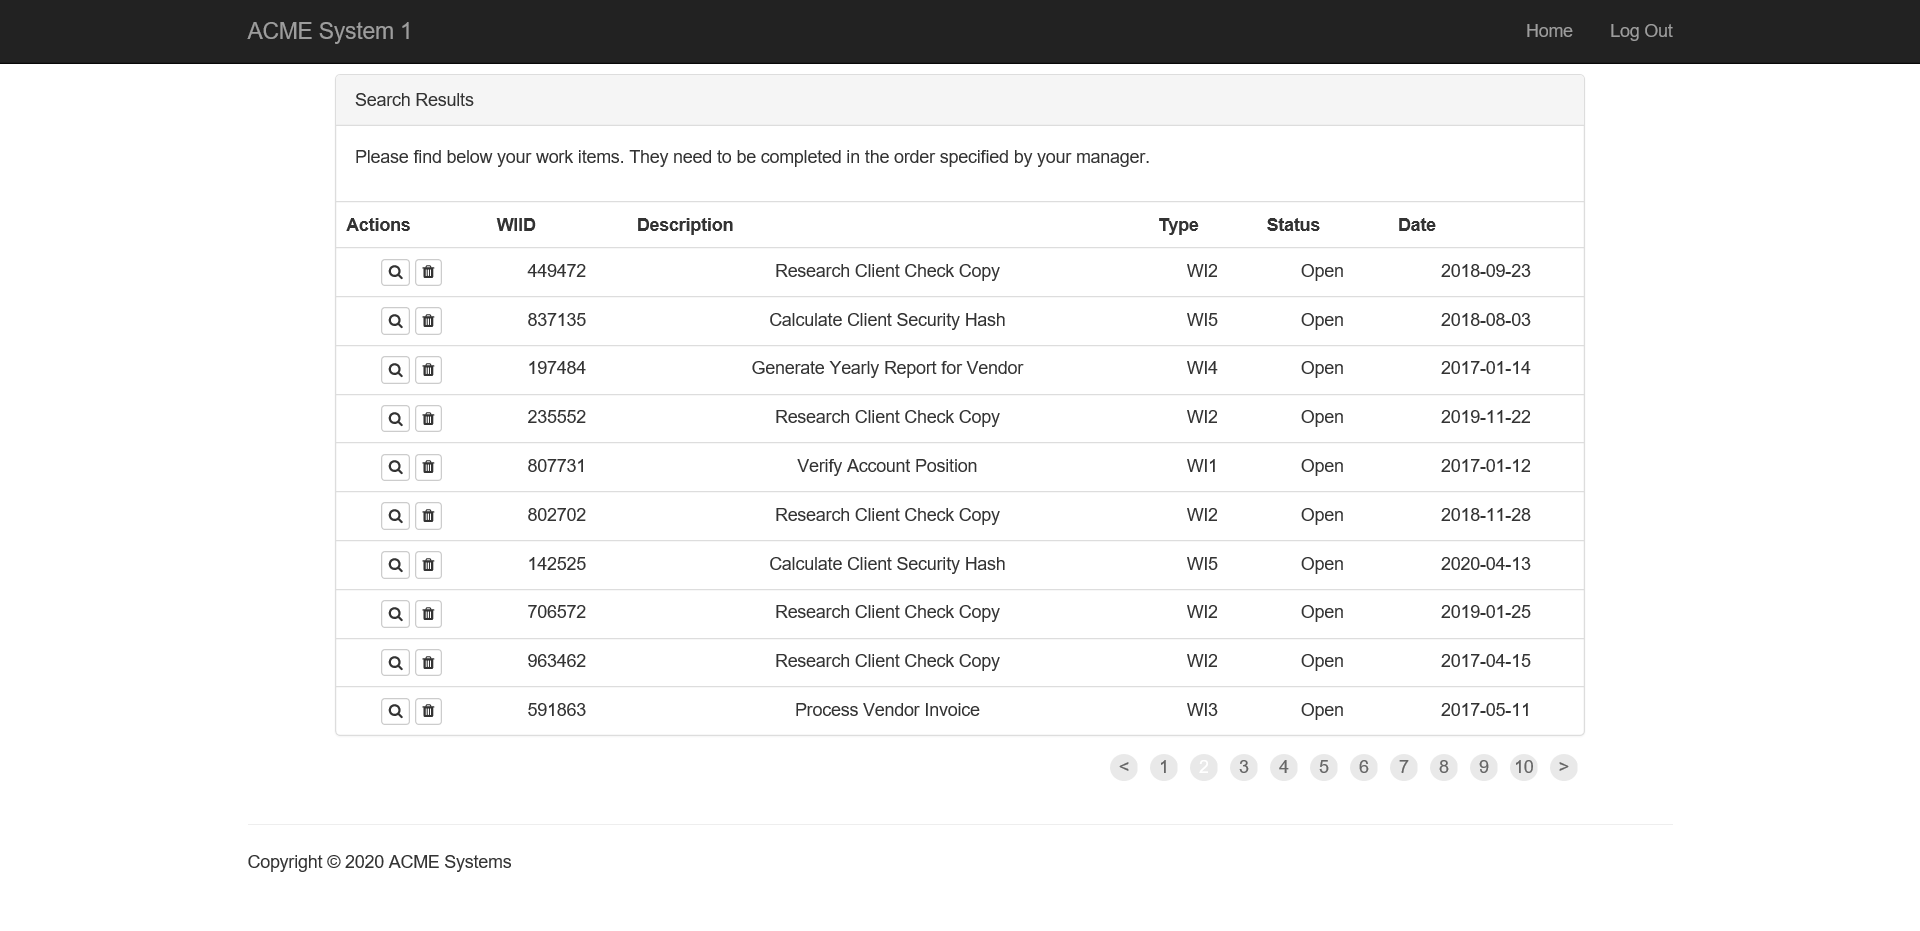 ACME System 1 Home Log Out
Search Results
Please find below your work items. They need to be completed in the order specified by your manager.
Actions WIID Description Type Status Date
449472 Research Client Check Copy WI2 Open 2018-09-23
837135 Calculate Client Security Hash WI5 Open 2018-08-03
197484 Generate Yearly Report for Vendor WI4 Open 2017-01-14
235552 Research Client Check Copy WI2 Open 2019-11-22
807731 Verify Account Position WI1 Open 2017-01-12
802702 Research Client Check Copy WI2 Open 2018-11-28
142525 Calculate Client Security Hash WI5 Open 2020-04-13
706572 Research Client Check Copy WI2 Open 2019-01-25
963462 Research Client Check Copy WI2 Open 2017-04-15
591863 Process Vendor Invoice WI3 Open 2017-05-11
< 1 2 3 4 5 6 7 8 9 10 >
Copyright © 2020 ACME Systems